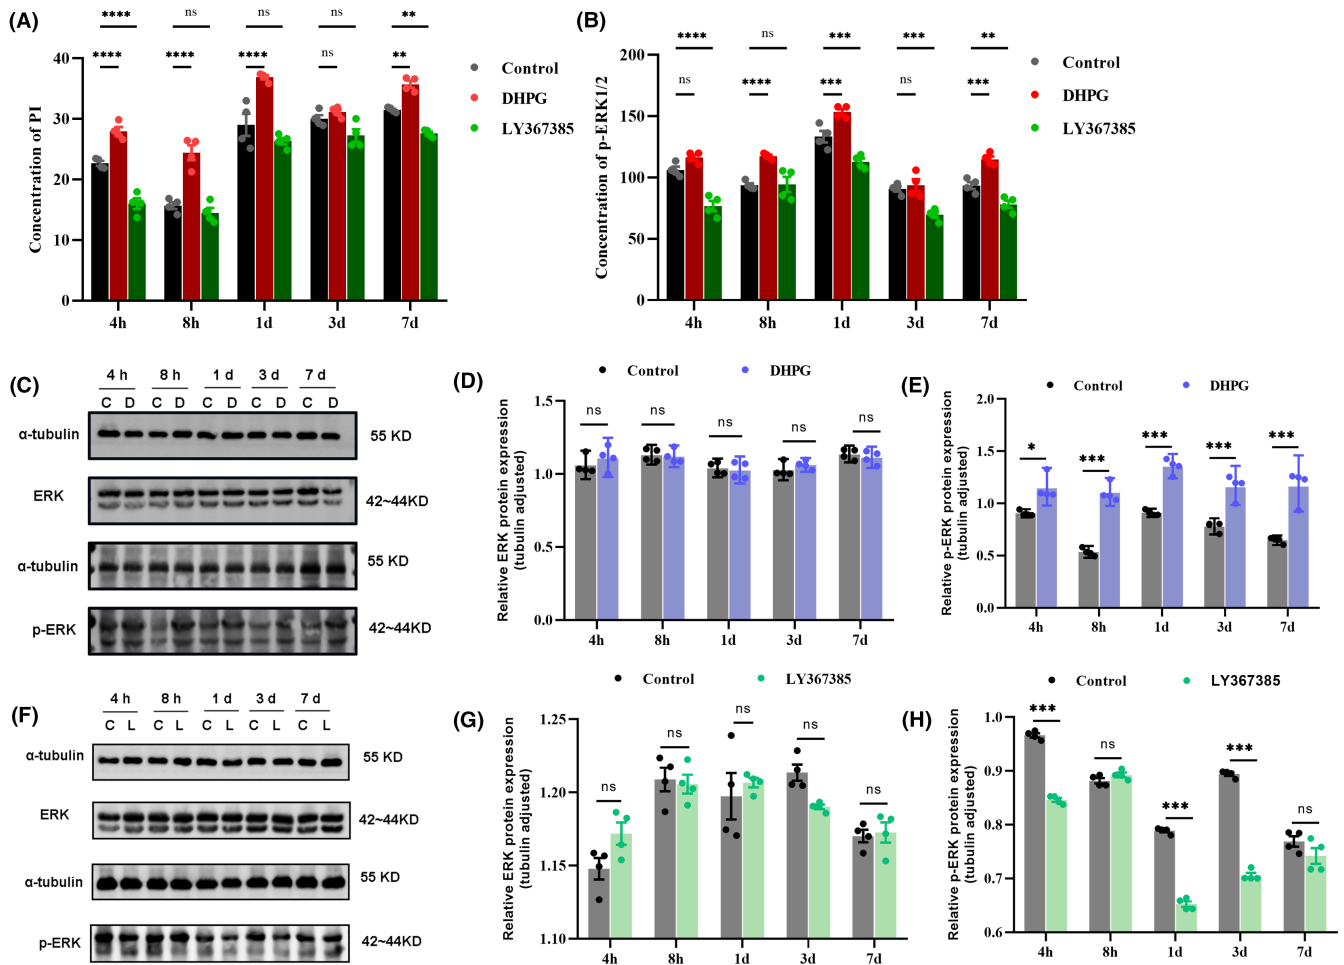 (A)
**** ns ns ns **
**** **** **** ns **
Concentration of PI
40
30
20
10
0
4h 8h 1d 3d 7d
Control
DHPG
LY367385
(B)
**** ns *** *** **
ns **** *** ns ***
Concentration of p-ERK1/2
200
150
100
50
0
4h 8h 1d 3d 7d
Control
DHPG
LY367385
(C)
4 h 8 h 1 d 3 d 7 d
C D C D C D C D C D
α-tubulin 55 KD
ERK 42~44KD
α-tubulin 55 KD
p-ERK 42~44KD
(D)
Control DHPG
Relative ERK protein expression
(tubulin adjusted)
1.5
1.0
0.5
0.0
ns ns ns ns ns
4h 8h 1d 3d 7d
(E)
Control DHPG
Relative p-ERK protein expression
(tubulin adjusted)
2.0
1.5
1.0
0.5
0.0
* *** *** *** ***
4h 8h 1d 3d 7d
(F)
4 h 8 h 1 d 3 d 7 d
C L C L C L C L C L
α-tubulin 55 KD
ERK 42~44KD
α-tubulin 55 KD
p-ERK 42~44KD
(G)
Control LY367385
Relative ERK protein expression
(tubulin adjusted)
1.25
1.20
1.15
1.10
ns ns ns ns ns
4h 8h 1d 3d 7d
(H)
Control LY367385
Relative p-ERK protein expression
(tubulin adjusted)
1.0
0.9
0.8
0.7
0.6
*** ns *** *** ns
4h 8h 1d 3d 7d